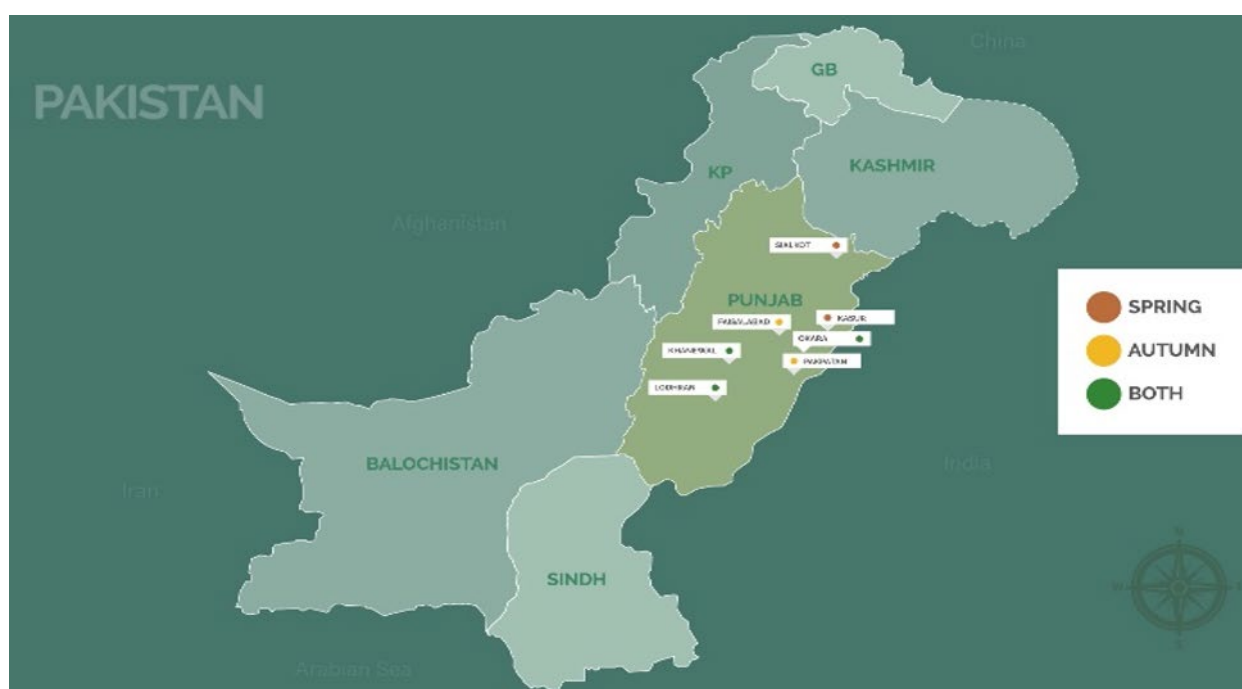 China
GB
PAKISTAN
KASHMIR
KP
Afghanistan
SIALKOT
PUNJAB
KASUR
FAISALABAD
OKARA
KHANEWAL
PAKPATAN
LODHRAN
SPRING
AUTUMN
BOTH
BALOCHISTAN
India
Iran
SINDH
Arabian Sea